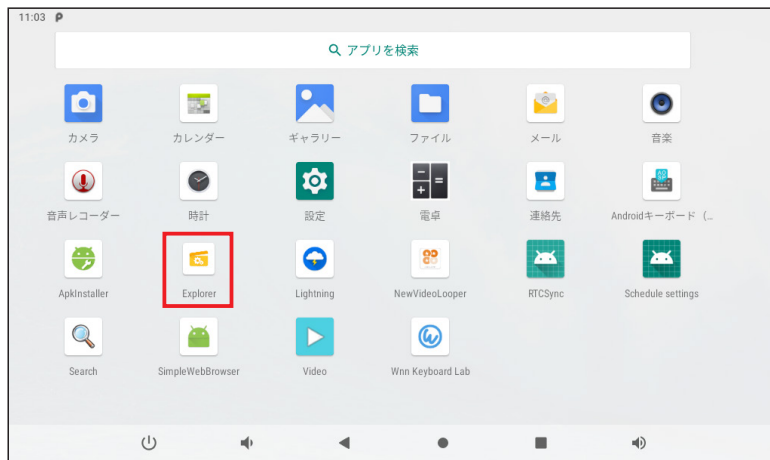 11:03
アプリを検索
カメラ
カレンダー
ギャラリー
ファイル
メール
音楽
音声レコーダー
時計
設定
電卓
連絡先
Androidキーボード（...
ApkInstaller
Explorer
Lightning
NewVideoLooper
RTCSync
Schedule settings
Search
SimpleWebBrowser
Video
Wnn Keyboard Lab